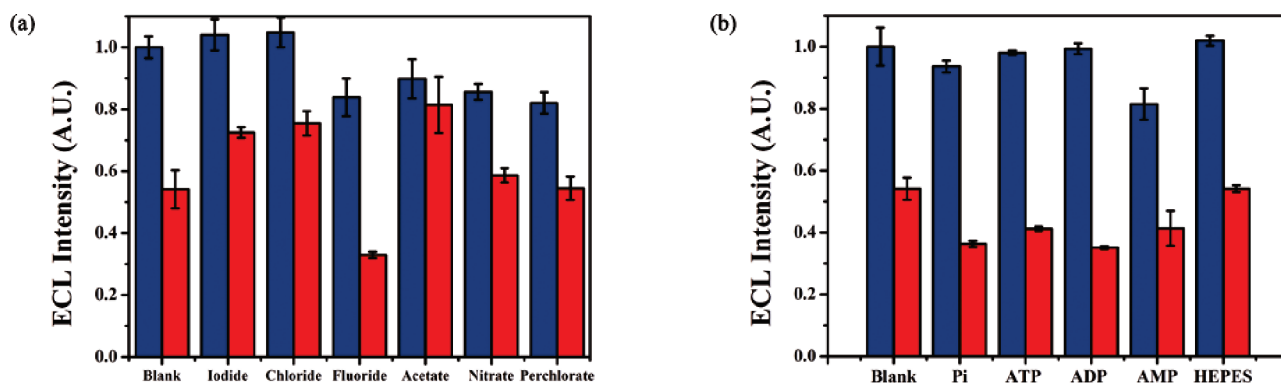 (a)
ECL Intensity (A.U.)
1.0
0.8
0.6
0.4
0.2
0.0
Blank Iodide Chloride Fluoride Acetate Nitrate Perchlorate
(b)
ECL Intensity (A.U.)
1.0
0.8
0.6
0.4
0.2
0.0
Blank Pi ATP ADP AMP HEPES